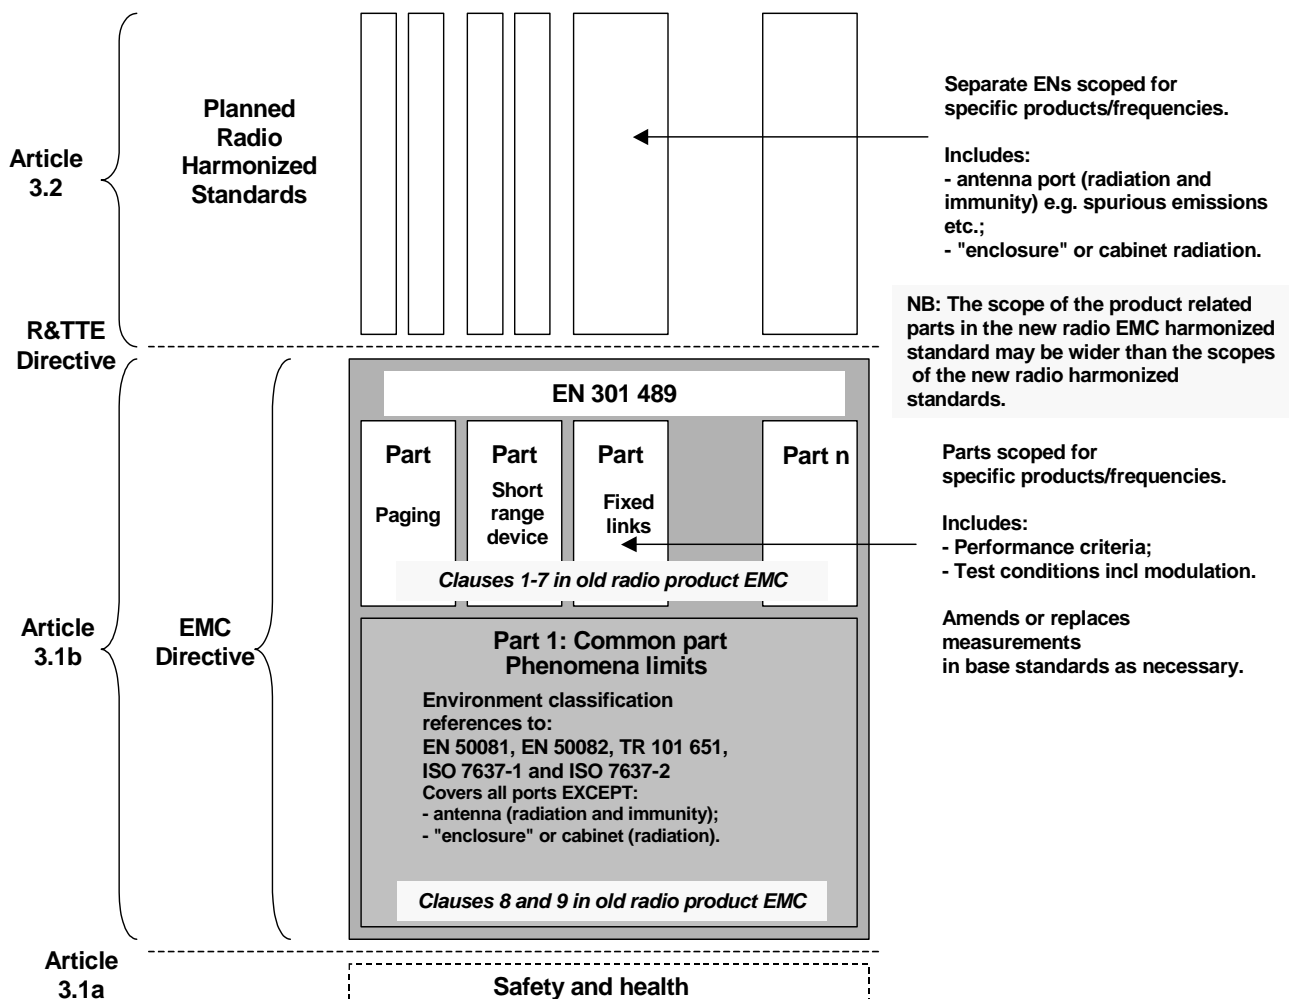 Planned
Radio
Harmonized
Standards
Article
3.2
Separate ENs scoped for
specific products/frequencies.
Includes:
- antenna port (radiation and
immunity) e.g. spurious emissions
etc.;
- "enclosure" or cabinet radiation.
R&TTE
Directive
NB: The scope of the product related
parts in the new radio EMC harmonized
standard may be wider than the scopes
of the new radio harmonized
standards.
EN 301 489
Part
Paging
Part
Short
range
device
Part
Fixed
links
Part n
Clauses 1-7 in old radio product EMC
Parts scoped for
specific products/frequencies.
Includes:
- Performance criteria;
- Test conditions incl modulation.
Amends or replaces
measurements
in base standards as necessary.
Article
3.1b
EMC
Directive
Part 1: Common part
Phenomena limits
Environment classification
references to:
EN 50081, EN 50082, TR 101 651,
ISO 7637-1 and ISO 7637-2
Covers all ports EXCEPT:
- antenna (radiation and immunity);
- "enclosure" or cabinet (radiation).
Clauses 8 and 9 in old radio product EMC
Article
3.1a
Safety and health